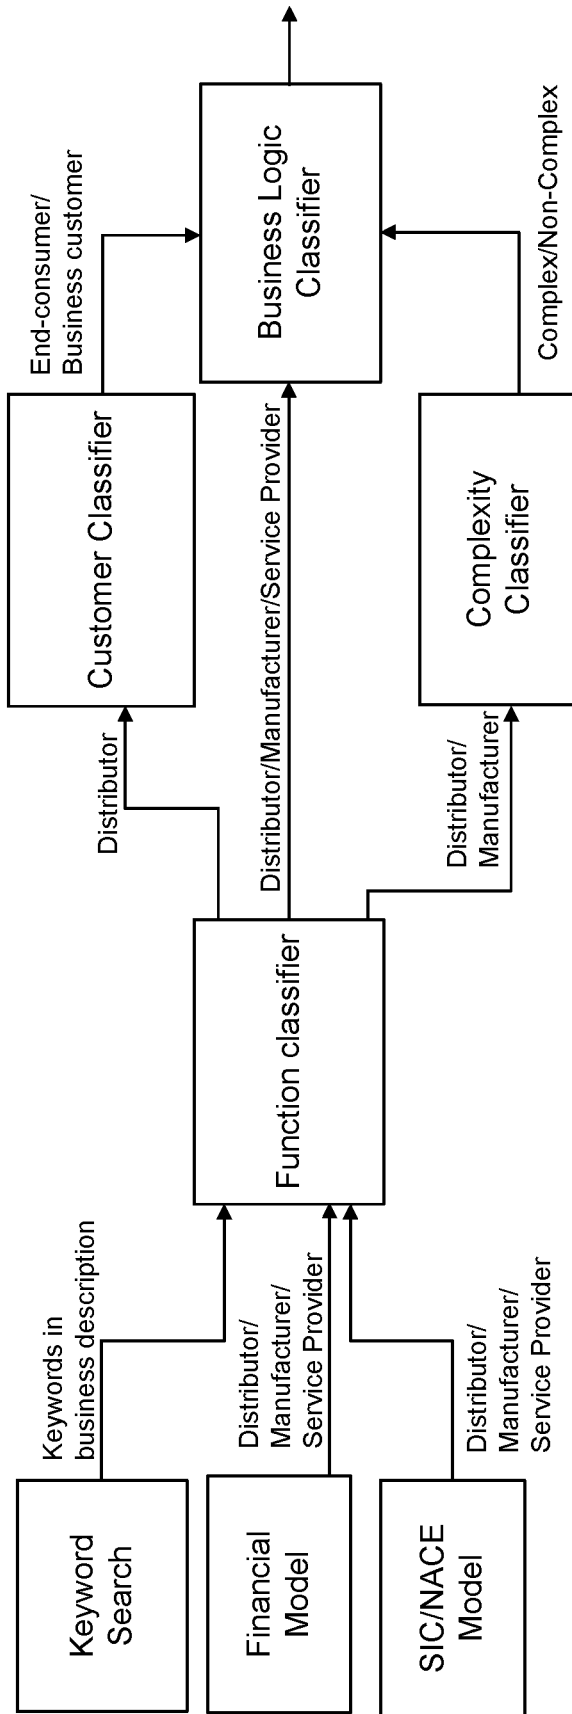 Keyword
Search
Financial
Model
SIC/NACE
Model
Keywords in
business description
Distributor/
Manufacturer/
Service Provider
Distributor/
Manufacturer/
Service Provider
Function classifier
Distributor
Distributor/Manufacturer/Service Provider
Distributor/
Manufacturer
Customer Classifier
Complexity
Classifier
End-consumer/
Business customer
Complex/Non-Complex
Business Logic
Classifier